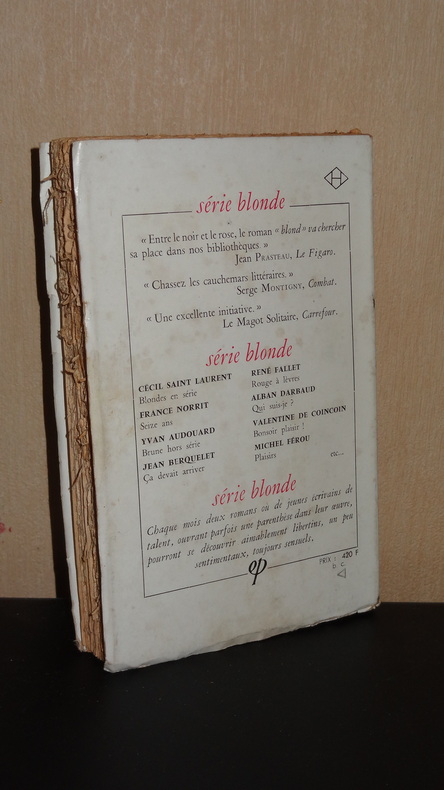 H
série blonde
« Entre le noir et le rose, le roman « blond » va chercher
sa place dans nos bibliothèques. »
Jean PRASTEAU, Le Figaro.
« Chassez les cauchemars littéraires. »
Serge MONTIGNY, Combat.
« Une excellente initiative. »
Le Magot Solitaire, Carrefour.
série blonde
CÉCIL SAINT LAURENT
Blondes en série
FRANCE NORRIT
Seize ans
YVAN AUDOUARD
Brune hors série
JEAN BURQUELET
Ça devait arriver
RENÉ FALLET
Rouge à lèvres
ALBAN DARBAUD
Qui suis-je ?
VALENTINE DE COINCOIN
Bonsoir plaisir !
MICHEL FÉROU
Plaisirs
etc...
série blonde
Chaque mois deux romans où de jeunes écrivains de
talent, ouvrant parfois une parenthèse dans leur œuvre,
pourront se découvrir aimablement libertins, un peu
sentimentaux, toujours sensuels.
op
PRIX : 420 F
b. c.